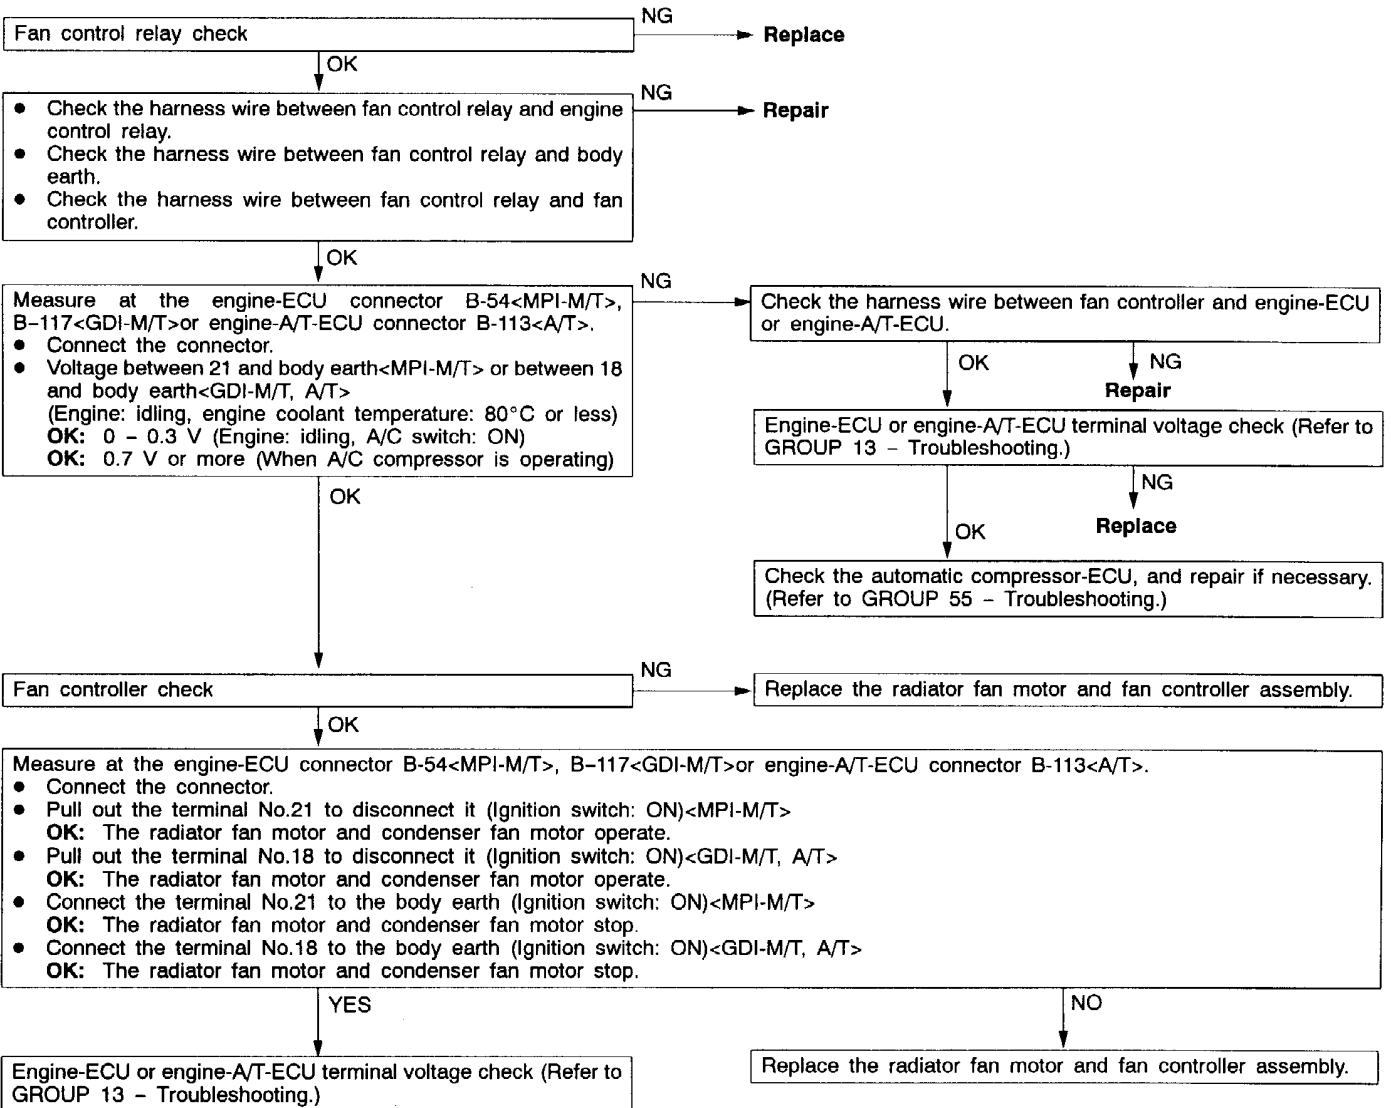 Fan control relay check
NG
Replace
OK
● Check the harness wire between fan control relay and engine
control relay.
● Check the harness wire between fan control relay and body
earth.
● Check the harness wire between fan control relay and fan
controller.
NG
Repair
OK
Measure at the engine-ECU connector B-54<MPI-M/T>,
B–117<GDI-M/T>or engine-A/T-ECU connector B-113<A/T>.
● Connect the connector.
● Voltage between 21 and body earth<MPI-M/T> or between 18
and body earth<GDI-M/T, A/T>
(Engine: idling, engine coolant temperature: 80°C or less)
OK: 0 – 0.3 V (Engine: idling, A/C switch: ON)
OK: 0.7 V or more (When A/C compressor is operating)
NG
Check the harness wire between fan controller and engine-ECU
or engine-A/T-ECU.
OK
NG
Repair
Engine-ECU or engine-A/T-ECU terminal voltage check (Refer to
GROUP 13 – Troubleshooting.)
NG
Replace
OK
Check the automatic compressor-ECU, and repair if necessary.
(Refer to GROUP 55 – Troubleshooting.)
OK
Fan controller check
NG
Replace the radiator fan motor and fan controller assembly.
OK
Measure at the engine-ECU connector B-54<MPI-M/T>, B–117<GDI-M/T>or engine-A/T-ECU connector B-113<A/T>.
● Connect the connector.
● Pull out the terminal No.21 to disconnect it (Ignition switch: ON)<MPI-M/T>
OK: The radiator fan motor and condenser fan motor operate.
● Pull out the terminal No.18 to disconnect it (Ignition switch: ON)<GDI-M/T, A/T>
OK: The radiator fan motor and condenser fan motor operate.
● Connect the terminal No.21 to the body earth (Ignition switch: ON)<MPI-M/T>
OK: The radiator fan motor and condenser fan motor stop.
● Connect the terminal No.18 to the body earth (Ignition switch: ON)<GDI-M/T, A/T>
OK: The radiator fan motor and condenser fan motor stop.
YES
NO
Engine-ECU or engine-A/T-ECU terminal voltage check (Refer to
GROUP 13 – Troubleshooting.)
Replace the radiator fan motor and fan controller assembly.